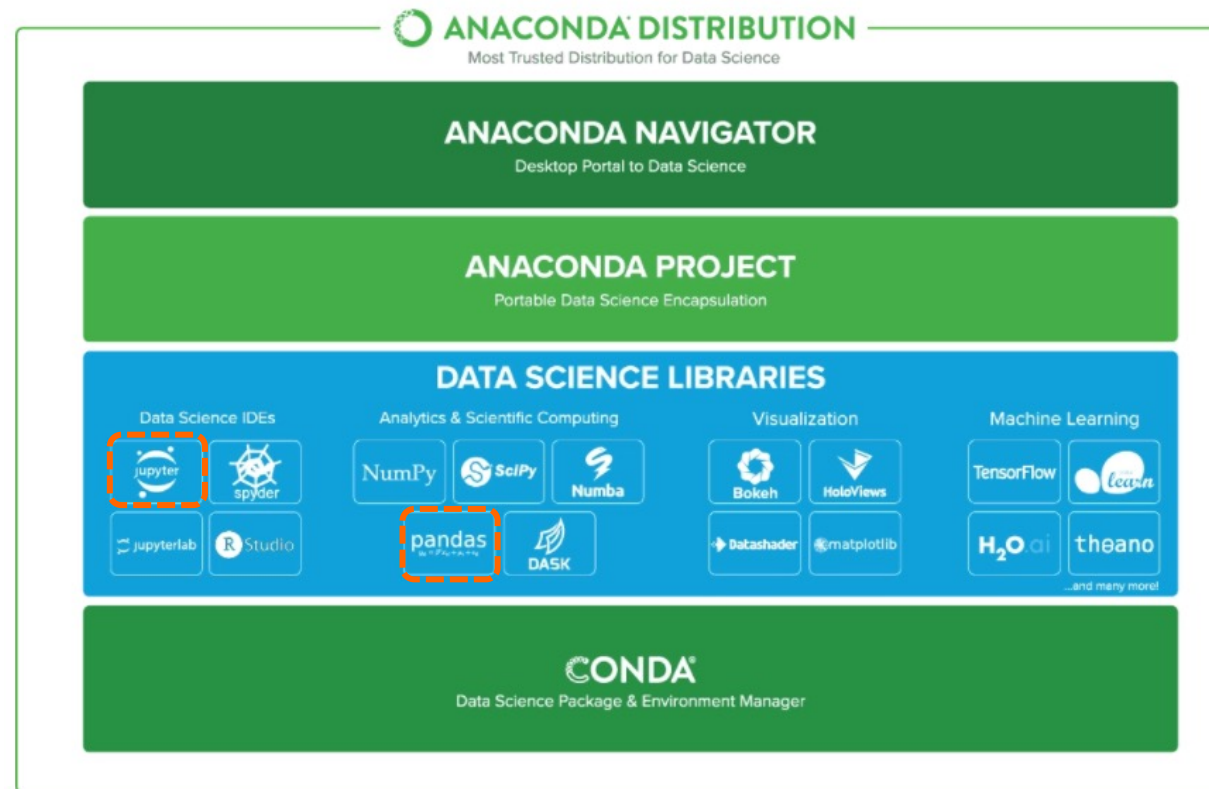 ANACONDA DISTRIBUTION
Most Trusted Distribution for Data Science
ANACONDA NAVIGATOR
Desktop Portal to Data Science
ANACONDA PROJECT
Portable Data Science Encapsulation
DATA SCIENCE LIBRARIES
Data Science IDEs
jupyter
spyder
jupyterlab
R Studio
Analytics & Scientific Computing
NumPy
SciPy
Numba
pandas
DASK
Visualization
Bokeh
HoloViews
Datashader
matplotlib
Machine Learning
TensorFlow
learn
H2O.ai
theano
...and many more!
CONDA
Data Science Package & Environment Manager